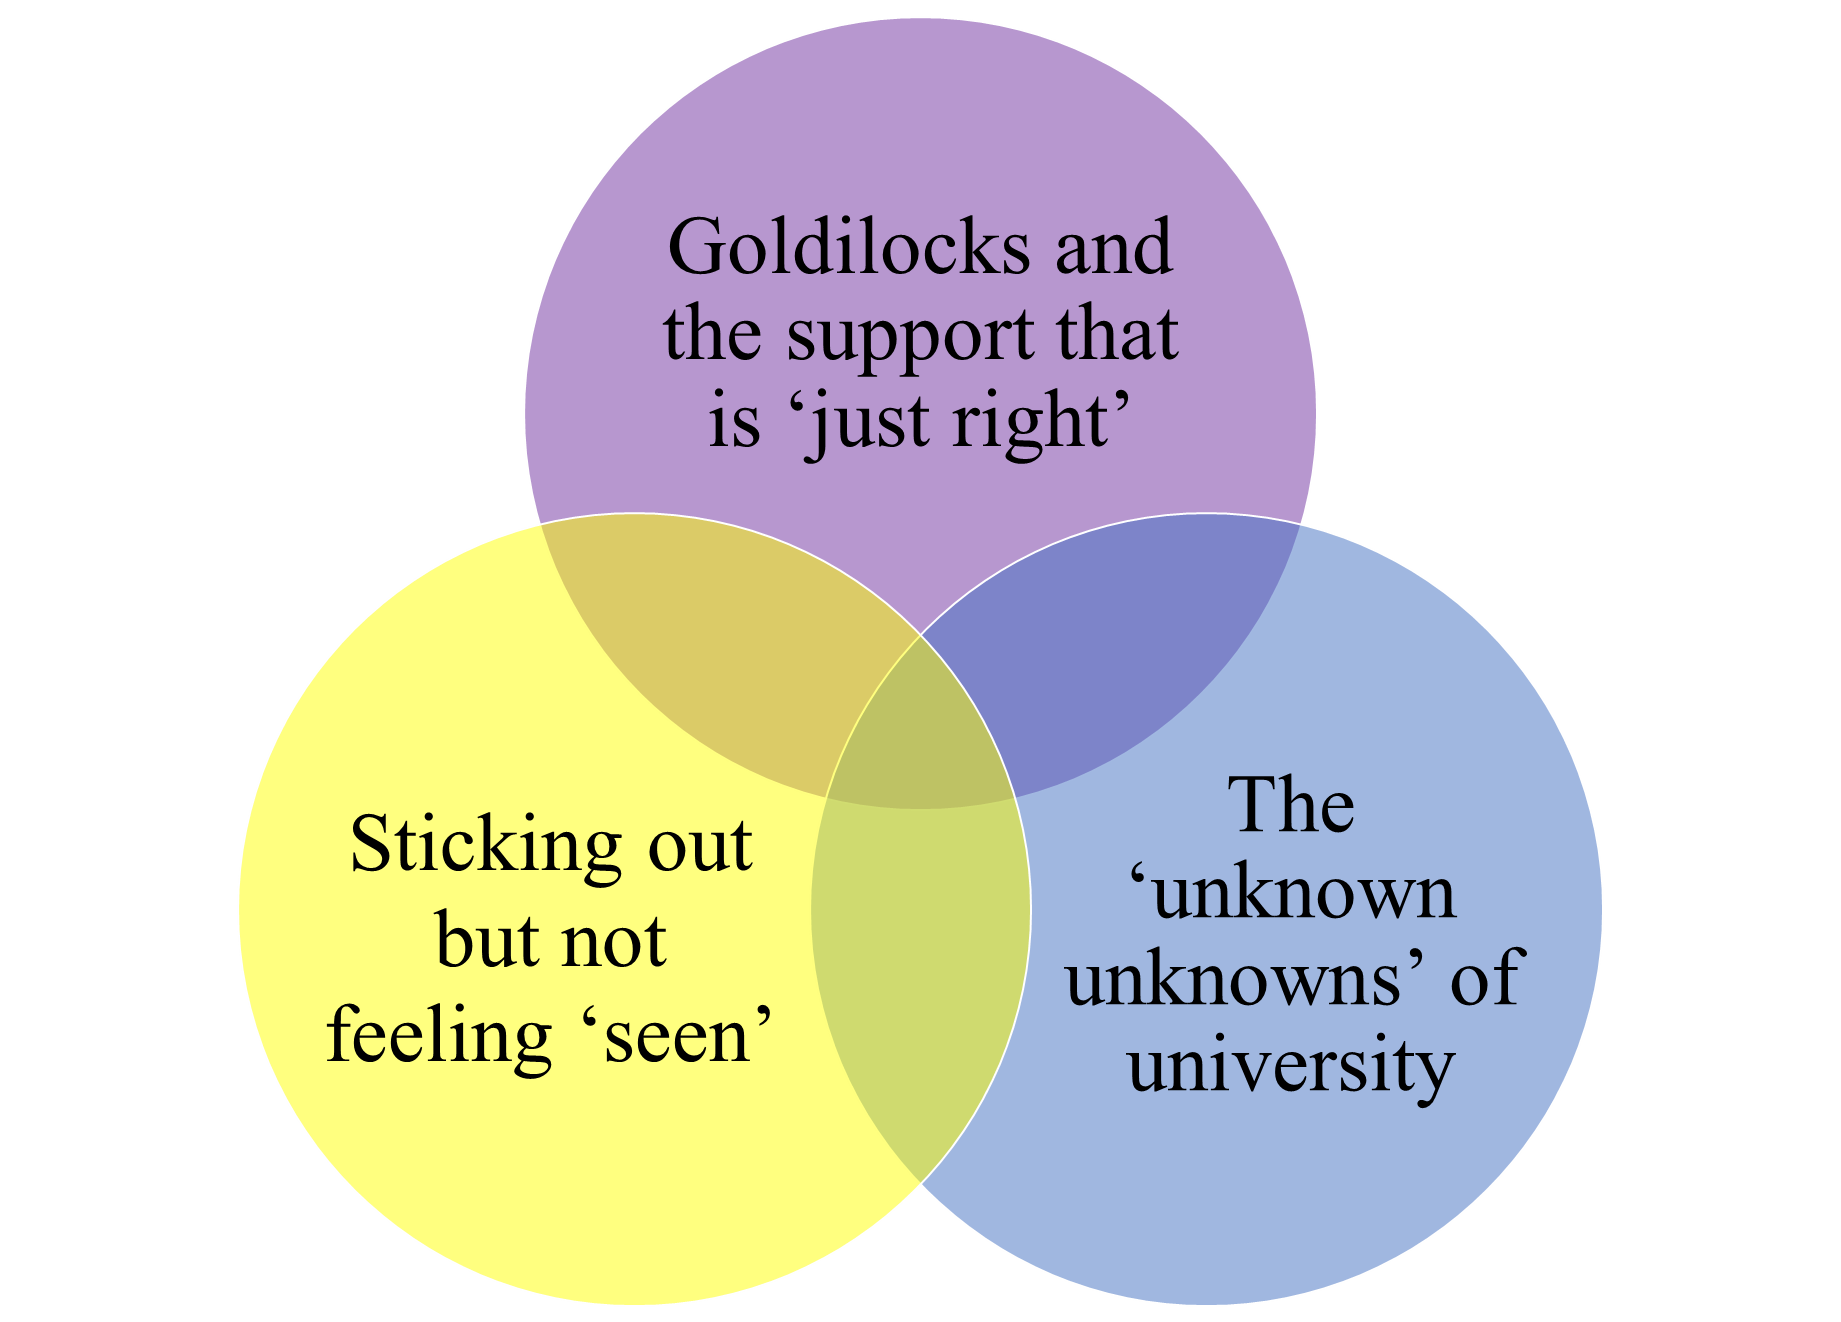 Goldilocks and
the support that
is ‘just right’
Sticking out
but not
feeling ‘seen’
The
‘unknown
unknowns’ of
university